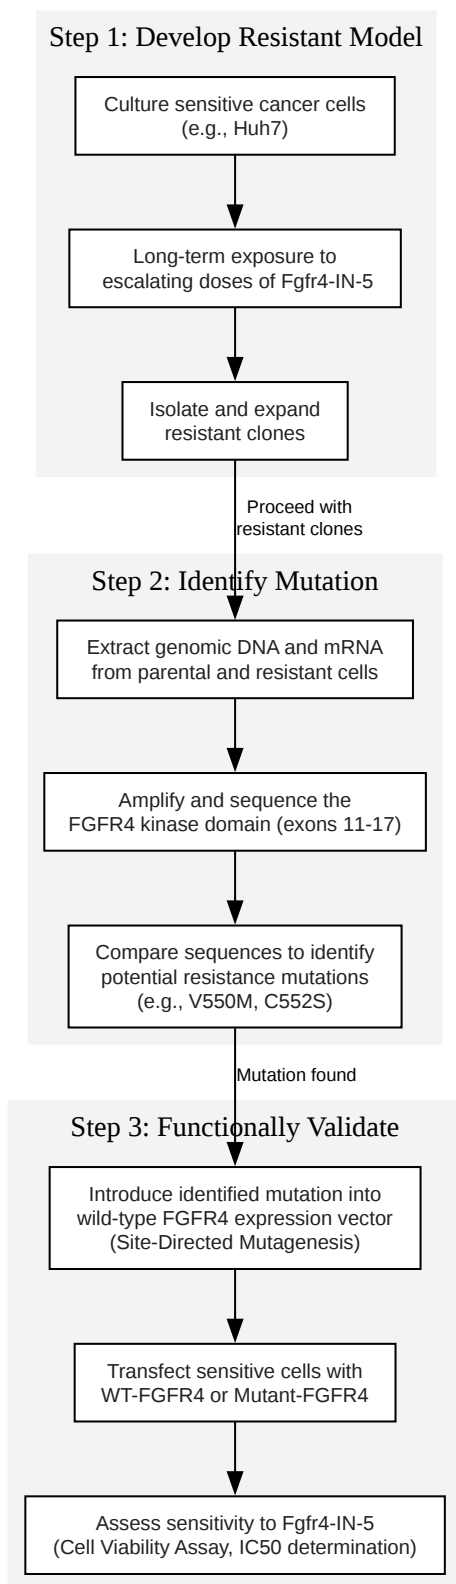 Step 1: Develop Resistant Model
Culture sensitive cancer cells
(e.g., Huh7)
Long-term exposure to
escalating doses of Fgfr4-IN-5
Isolate and expand
resistant clones
Proceed with
resistant clones
Step 2: Identify Mutation
Extract genomic DNA and mRNA
from parental and resistant cells
Amplify and sequence the
FGFR4 kinase domain (exons 11-17)
Compare sequences to identify
potential resistance mutations
(e.g., V550M, C552S)
Mutation found
Step 3: Functionally Validate
Introduce identified mutation into
wild-type FGFR4 expression vector
(Site-Directed Mutagenesis)
Transfect sensitive cells with
WT-FGFR4 or Mutant-FGFR4
Assess sensitivity to Fgfr4-IN-5
(Cell Viability Assay, IC50 determination)